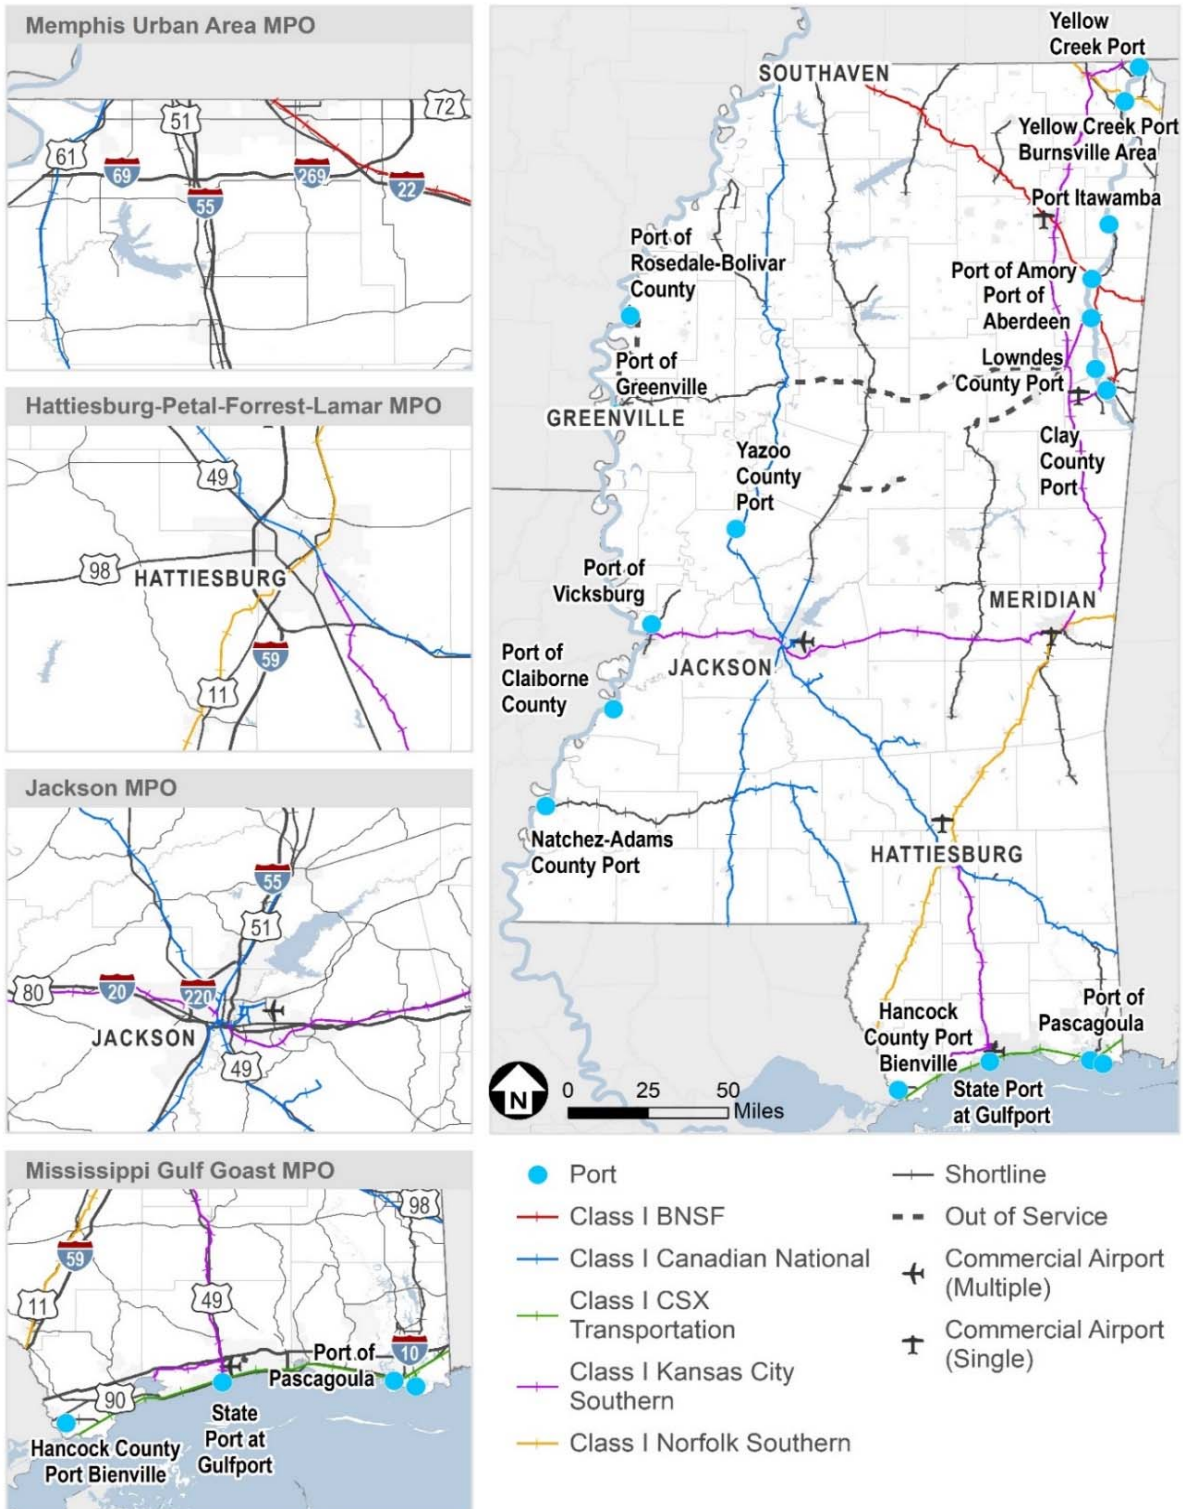 Memphis Urban Area MPO
72
51
61
69
269
22
55
Hattiesburg-Petal-Forrest-Lamar MPO
49
98
HATTIESBURG
59
11
Jackson MPO
55
51
80
20
220
JACKSON
49
Mississippi Gulf Goast MPO
98
59
11
49
10
Port of
Pascagoula
90
State
Port at
Gulfport
Hancock County
Port Bienville
Yellow
Creek Port
SOUTHAVEN
Yellow Creek Port
Burnsville Area
Port Itawamba
Port of
Rosedale-Bolivar
County
Port of Amory
Port of
Aberdeen
Port of
Greenville
Lowndes
County Port
GREENVILLE
Clay
County
Port
Yazoo
County
Port
Port of
Vicksburg
MERIDIAN
Port of
Claiborne
County
JACKSON
Natchez-Adams
County Port
HATTIESBURG
Hancock
County Port
Bienville
Port of
Pascagoula
State Port
at Gulfport
N
0 25 50
Miles
Port
Class I BNSF
Class I Canadian National
Class I CSX
Transportation
Class I Kansas City
Southern
Class I Norfolk Southern
Shortline
Out of Service
Commercial Airport
(Multiple)
Commercial Airport
(Single)